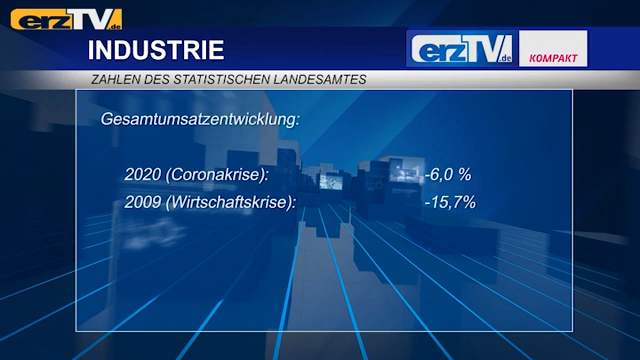 erzTV.de
INDUSTRIE
erzTV.de KOMPAKT
ZAHLEN DES STATISTISCHEN LANDESAMTES
Gesamtumsatzentwicklung:
2020 (Coronakrise): -6,0 %
2009 (Wirtschaftskrise): -15,7%